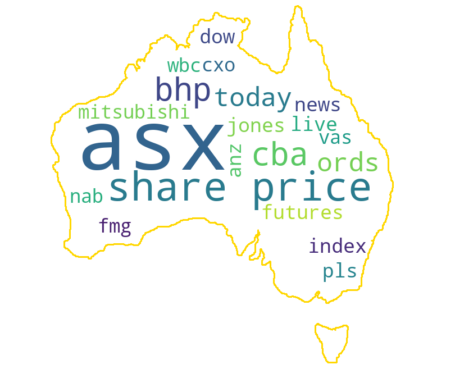 dow
wbc cxo
bhp today news
mitsubishi
asx jones live
anz cba vas
ords
nab share price
fmg futures
index
pls